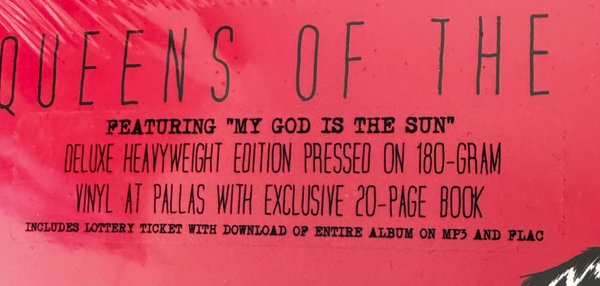 QUEENS OF THE
FEATURING "MY GOD IS THE SUN"
DELUXE HEAVYWEIGHT EDITION PRESSED ON 180-GRAM
VINYL AT PALLAS WITH EXCLUSIVE 20-PAGE BOOK
INCLUDES LOTTERY TICKET WITH DOWNLOAD OF ENTIRE ALBUM ON MP3 AND FLAC